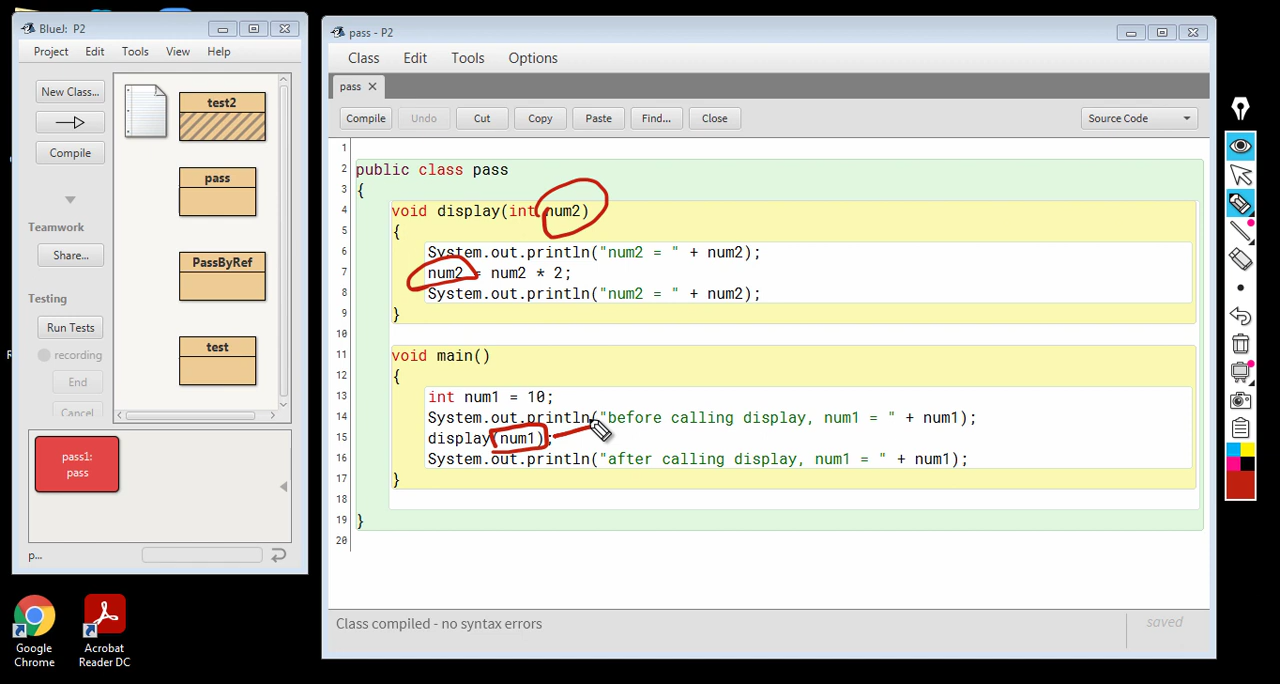 BlueJ: P2
Project Edit Tools View Help
New Class...
Compile
Teamwork
Share...
Testing
Run Tests
recording
End
Cancel
test2
pass
PassByRef
test
pass1:
pass
p...
Google
Chrome
Acrobat
Reader DC
pass - P2
Class Edit Tools Options
pass
Compile Undo Cut Copy Paste Find... Close Source Code
1
2 public class pass
3 {
4 void display(int num2)
5 {
6 System.out.println("num2 = " + num2);
7 num2 = num2 * 2;
8 System.out.println("num2 = " + num2);
9 }
10
11 void main()
12 {
13 int num1 = 10;
14 System.out.println("before calling display, num1 = " + num1);
15 display(num1);
16 System.out.println("after calling display, num1 = " + num1);
17 }
18
19 }
20
Class compiled - no syntax errors
saved